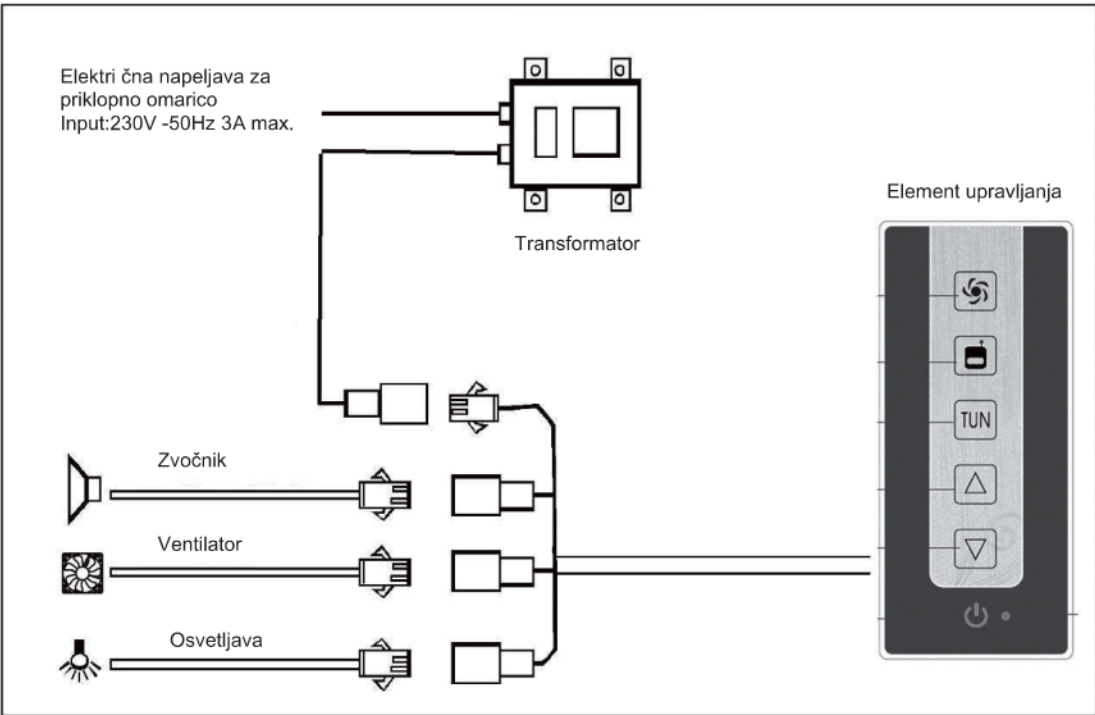 Elektri čna napeljava za
priklopno omarico
Input:230V -50Hz 3A max.
Transformator
Element upravljanja
TUN
Zvočnik
Ventilator
Osvetljava